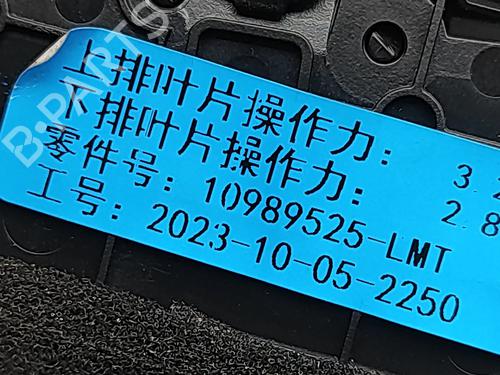 上排叶片操作力: 3.
下排叶片操作力: 2.8
零件号: 10989525-LMT
工号: 2023-10-05-2250
B-PARTS